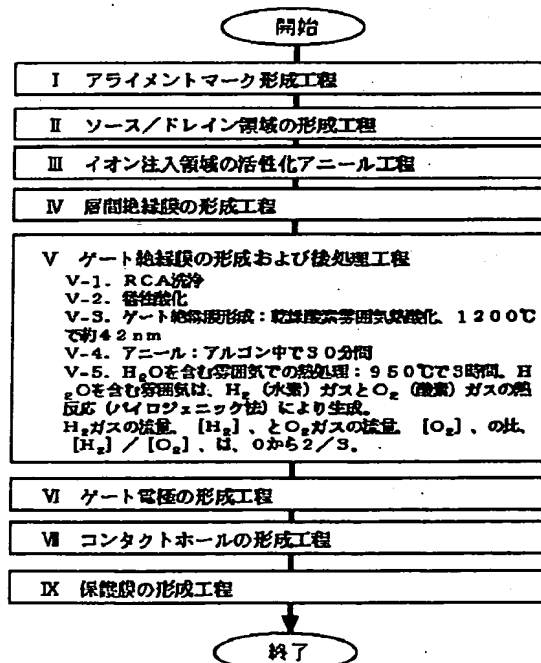 開始
Ⅰ アライメントマーク形成工程
Ⅱ ソース/ドレイン領域の形成工程
Ⅲ イオン注入領域の活性化アニール工程
Ⅳ 層間絶縁膜の形成工程
Ⅴ ゲート絶縁膜の形成および後処理工程
Ⅴ-1. RCA洗浄
Ⅴ-2. 犠牲酸化
Ⅴ-3. ゲート絶縁膜形成:乾燥酸素雰囲気熱酸化、1200℃
で約42nm
Ⅴ-4. アニール:アルゴン中で30分間
Ⅴ-5. H₂Oを含む雰囲気での熱処理:950℃で3時間。H
₂Oを含む雰囲気は、H₂(水素)ガスとO₂(酸素)ガスの熱
反応(パイロジェニック法)により生成。
H₂ガスの流量、[H₂]、とO₂ガスの流量、[O₂]、の比、
[H₂]/[O₂]、は、0から2/3。
Ⅵ ゲート電極の形成工程
Ⅷ コンタクトホールの形成工程
Ⅸ 保護膜の形成工程
終了